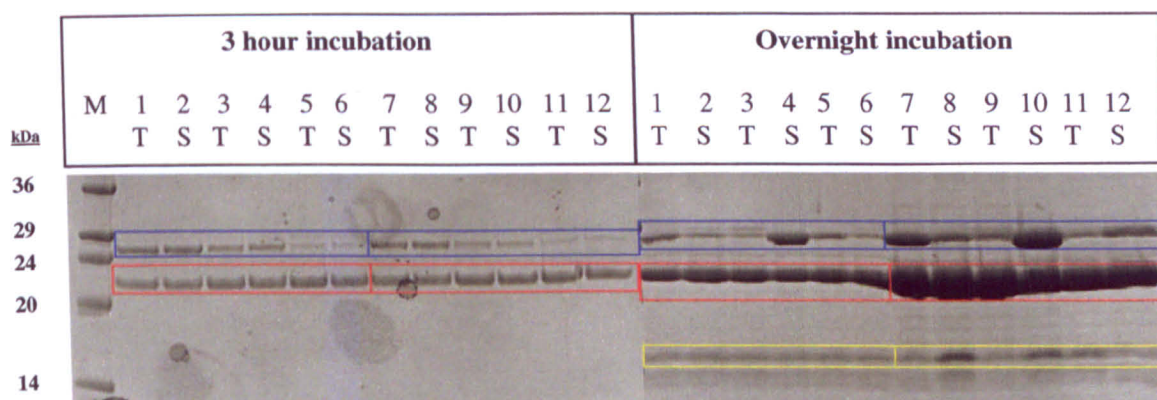 3 hour incubation Overnight incubation
M 1 2 3 4 5 6 7 8 9 10 11 12 1 2 3 4 5 6 7 8 9 10 11 12
kDa T S T S T S T S T S T S T S T S T S T S T S T S
36
29
24
20
14